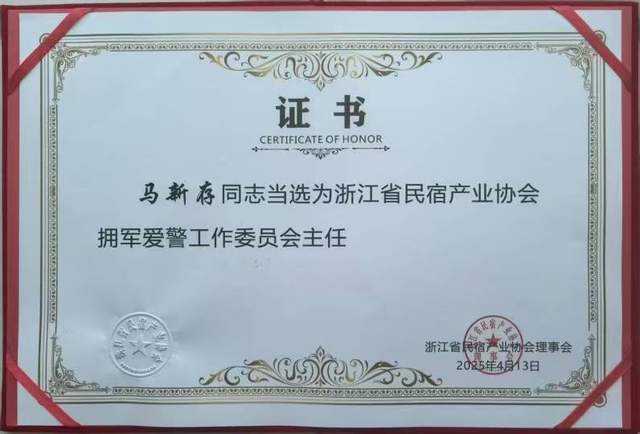 证书
CERTIFICATE OF HONOR
马新存同志当选为浙江省民宿产业协会
拥军爱警工作委员会主任
浙江省民宿产业协会理事会
2025年4月13日